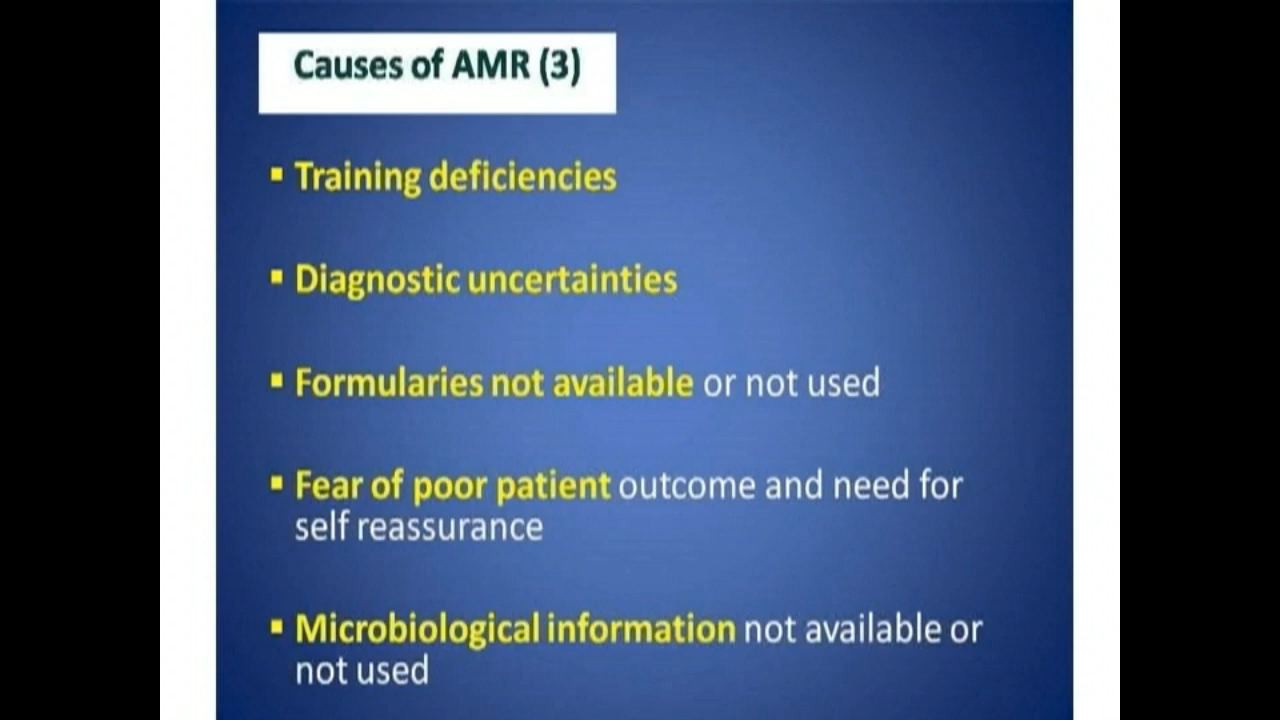 Causes of AMR (3)
▪ Training deficiencies
▪ Diagnostic uncertainties
▪ Formularies not available or not used
▪ Fear of poor patient outcome and need for
self reassurance
▪ Microbiological information not available or
not used